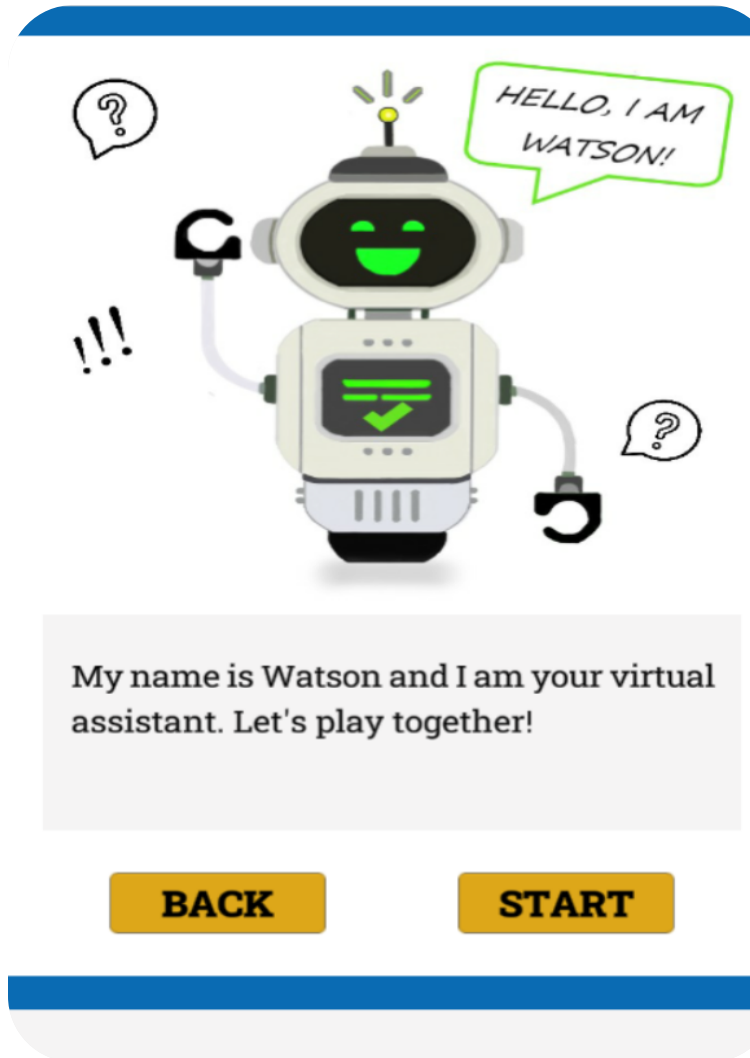 ?
HELLO, I AM
WATSON!
!!!
?
My name is Watson and I am your virtual
assistant. Let's play together!
BACK
START